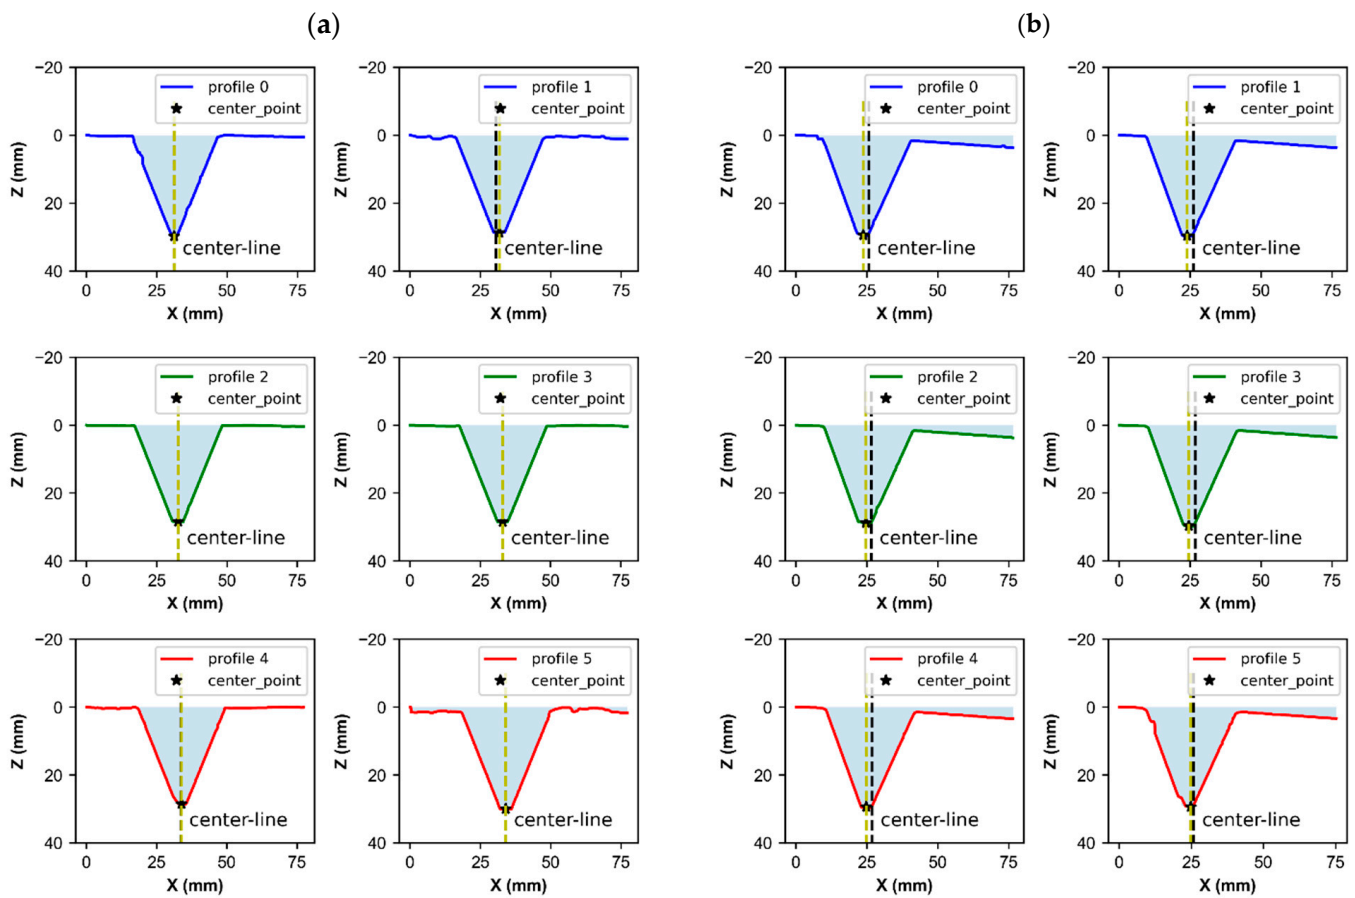 (a)
(b)
−20
0
20
40
Z (mm)
profile 0
center_point
center-line
0
25
50
75
X (mm)
−20
0
20
40
Z (mm)
profile 1
center_point
center-line
0
25
50
75
X (mm)
−20
0
20
40
Z (mm)
profile 0
center_point
center-line
0
25
50
75
X (mm)
−20
0
20
40
Z (mm)
profile 1
center_point
center-line
0
25
50
75
X (mm)
−20
0
20
40
Z (mm)
profile 2
center_point
center-line
0
25
50
75
X (mm)
−20
0
20
40
Z (mm)
profile 3
center_point
center-line
0
25
50
75
X (mm)
−20
0
20
40
Z (mm)
profile 2
center_point
center-line
0
25
50
75
X (mm)
−20
0
20
40
Z (mm)
profile 3
center_point
center-line
0
25
50
75
X (mm)
−20
0
20
40
Z (mm)
profile 4
center_point
center-line
0
25
50
75
X (mm)
−20
0
20
40
Z (mm)
profile 5
center_point
center-line
0
25
50
75
X (mm)
−20
0
20
40
Z (mm)
profile 4
center_point
center-line
0
25
50
75
X (mm)
−20
0
20
40
Z (mm)
profile 5
center_point
center-line
0
25
50
75
X (mm)